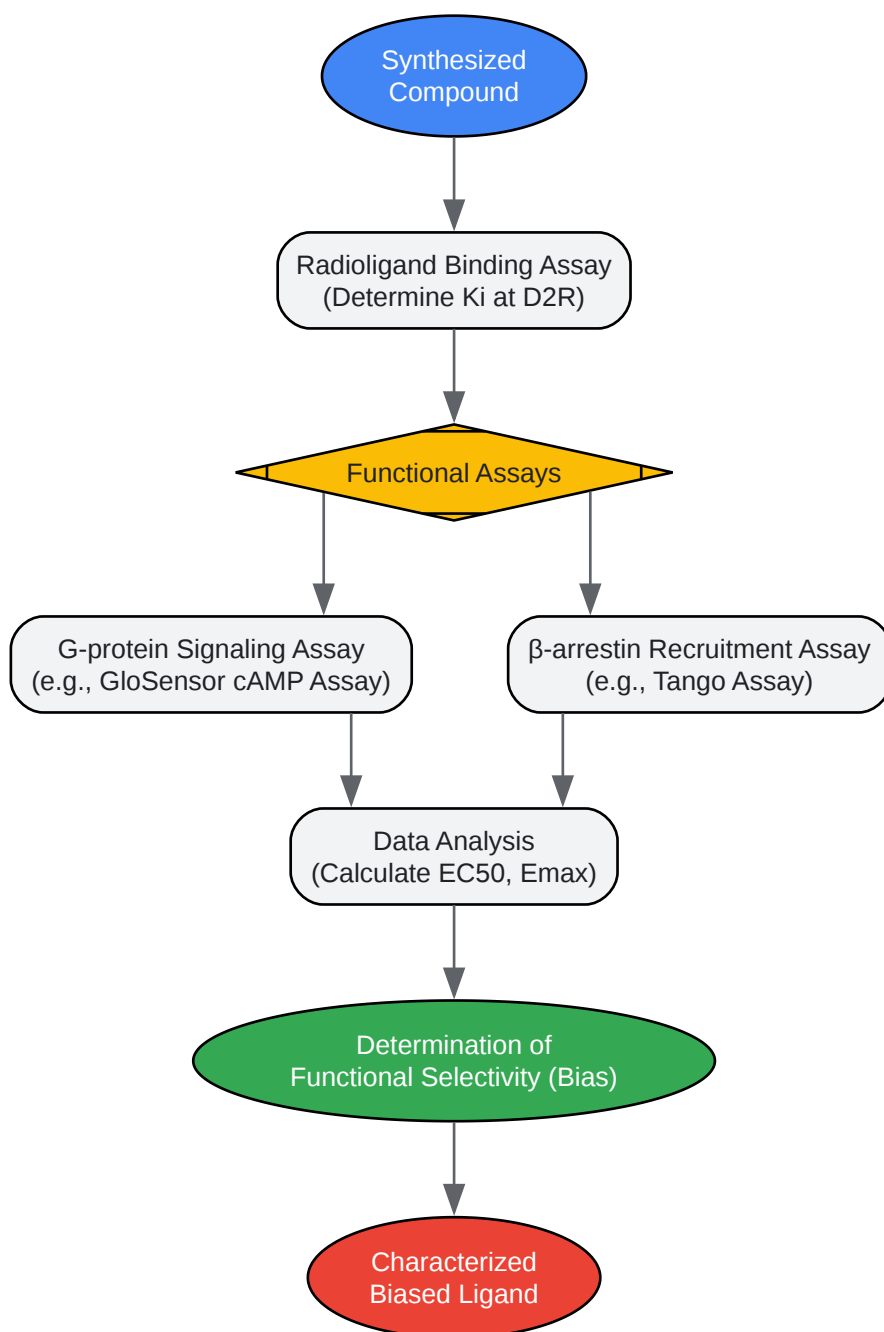 Synthesized
Compound
Radioligand Binding Assay
(Determine Ki at D2R)
Functional Assays
G-protein Signaling Assay
(e.g., GloSensor cAMP Assay)
β-arrestin Recruitment Assay
(e.g., Tango Assay)
Data Analysis
(Calculate EC50, Emax)
Determination of
Functional Selectivity (Bias)
Characterized
Biased Ligand